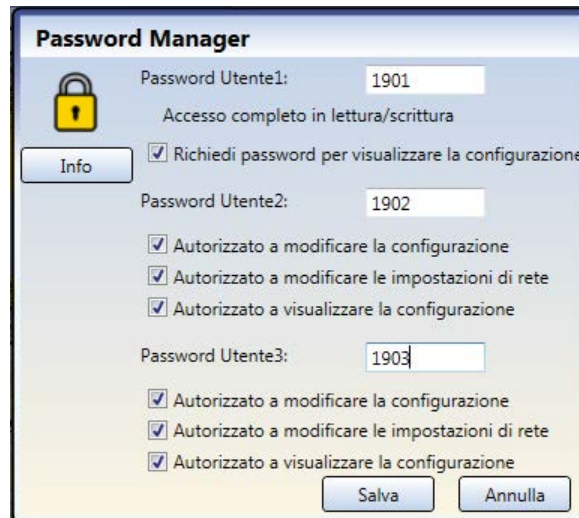 Password Manager
Password Utente1: 1901
Accesso completo in lettura/scrittura
Info
Richiedi password per visualizzare la configurazione
Password Utente2: 1902
Autorizzato a modificare la configurazione
Autorizzato a modificare le impostazioni di rete
Autorizzato a visualizzare la configurazione
Password Utente3: 1903
Autorizzato a modificare la configurazione
Autorizzato a modificare le impostazioni di rete
Autorizzato a visualizzare la configurazione
Salva Annulla